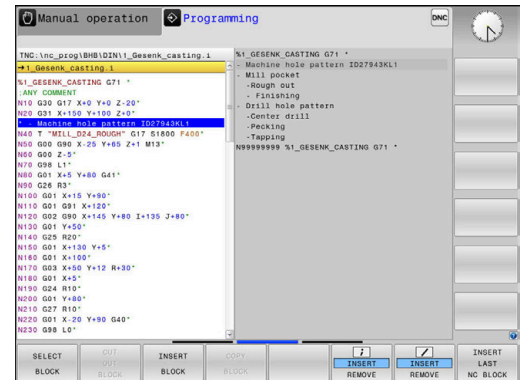 Manual operation
Programming
DNC
TNC:\nc_prog\BHB\DIN\1_Gesenk_casting.i
→1_Gesenk_casting.i
%1_GESENK_CASTING G71 *
;ANY COMMENT
N10 G30 G17 X+0 Y+0 Z-20*
N20 G31 X+150 Y+100 Z+0*
* - Machine hole pattern ID27943KL1
N40 T "MILL_D24_ROUGH" G17 S1800 F400*
N50 G00 G90 X-25 Y+65 Z+1 M13*
N60 G00 Z-5*
N70 G98 L1*
N80 G01 X+5 Y+80 G41*
N90 G26 R3*
N100 G01 X+15 Y+90*
N110 G01 G91 X+120*
N120 G02 G90 X+145 Y+80 I+135 J+80*
N130 G01 Y+50*
N140 G25 R20*
N150 G01 X+130 Y+5*
N160 G01 X+100*
N170 G03 X+50 Y+12 R+30*
N180 G01 X+5*
N190 G24 R10*
N200 G01 Y+80*
N210 G27 R10*
N220 G01 X-20 Y+90 G40*
N230 G98 L0*
%1_GESENK_CASTING G71 *
- Machine hole pattern ID27943KL1
- Mill pocket
-Rough out
- Finishing
- Drill hole pattern
-Center drill
-Pecking
-Tapping
N99999999 %1_GESENK_CASTING G71 *
SELECT
BLOCK
CUT
OUT
BLOCK
INSERT
BLOCK
COPY
BLOCK
INSERT
REMOVE
INSERT
REMOVE
INSERT
LAST
NC BLOCK